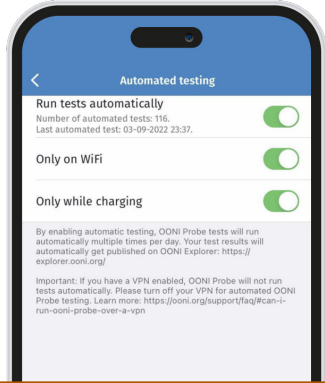 Automated testing
Run tests automatically
Number of automated tests: 116.
Last automated test: 03-09-2022 23:37.
Only on WiFi
Only while charging
By enabling automatic testing, OONI Probe tests will run
automatically multiple times per day. Your test results will
automatically get published on OONI Explorer: https://
explorer.ooni.org/
Important: If you have a VPN enabled, OONI Probe will not run
tests automatically. Please turn off your VPN for automated OONI
Probe testing. Learn more: https://ooni.org/support/faq/#can-i-
run-ooni-probe-over-a-vpn